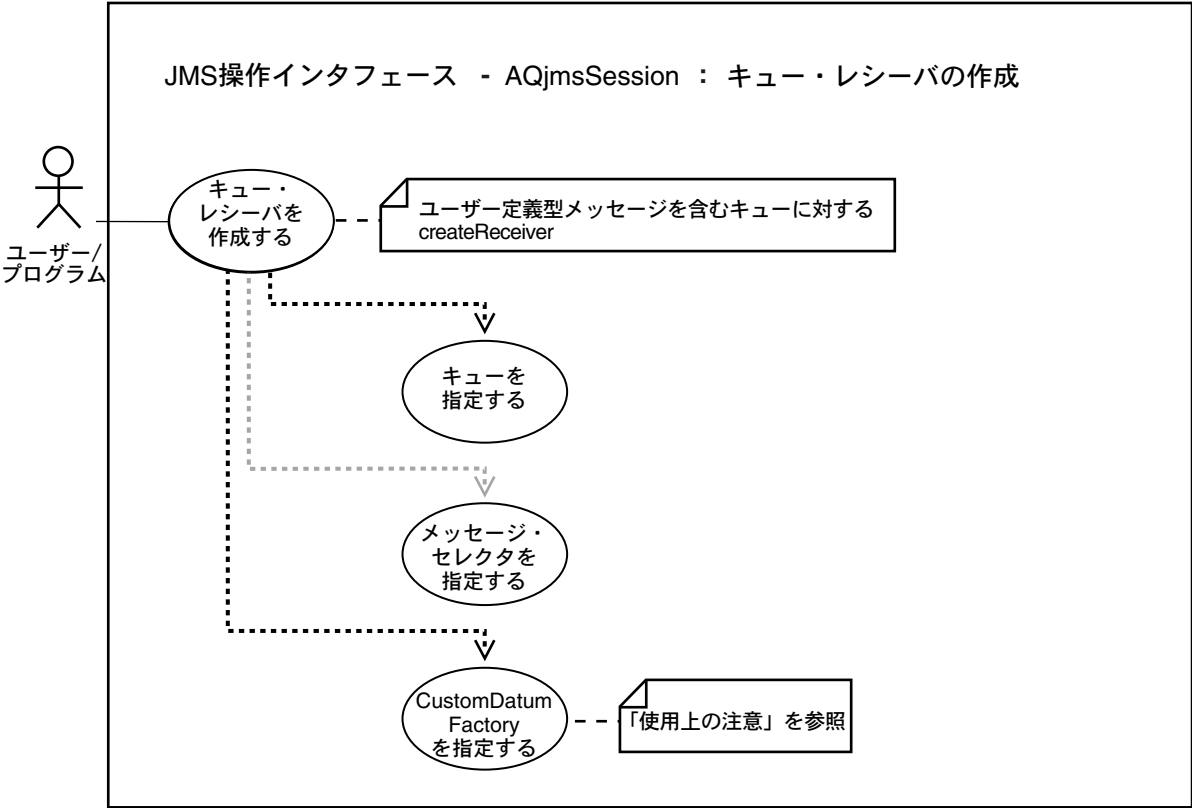 JMS操作インタフェース - AQjmsSession : キュー・レシーバの作成
キュー・
レシーバを
作成する
ユーザー定義型メッセージを含むキューに対する
createReceiver
ユーザー/
プログラム
キューを
指定する
メッセージ・
セレクタを
指定する
CustomDatum
Factory
を指定する
「使用上の注意」を参照